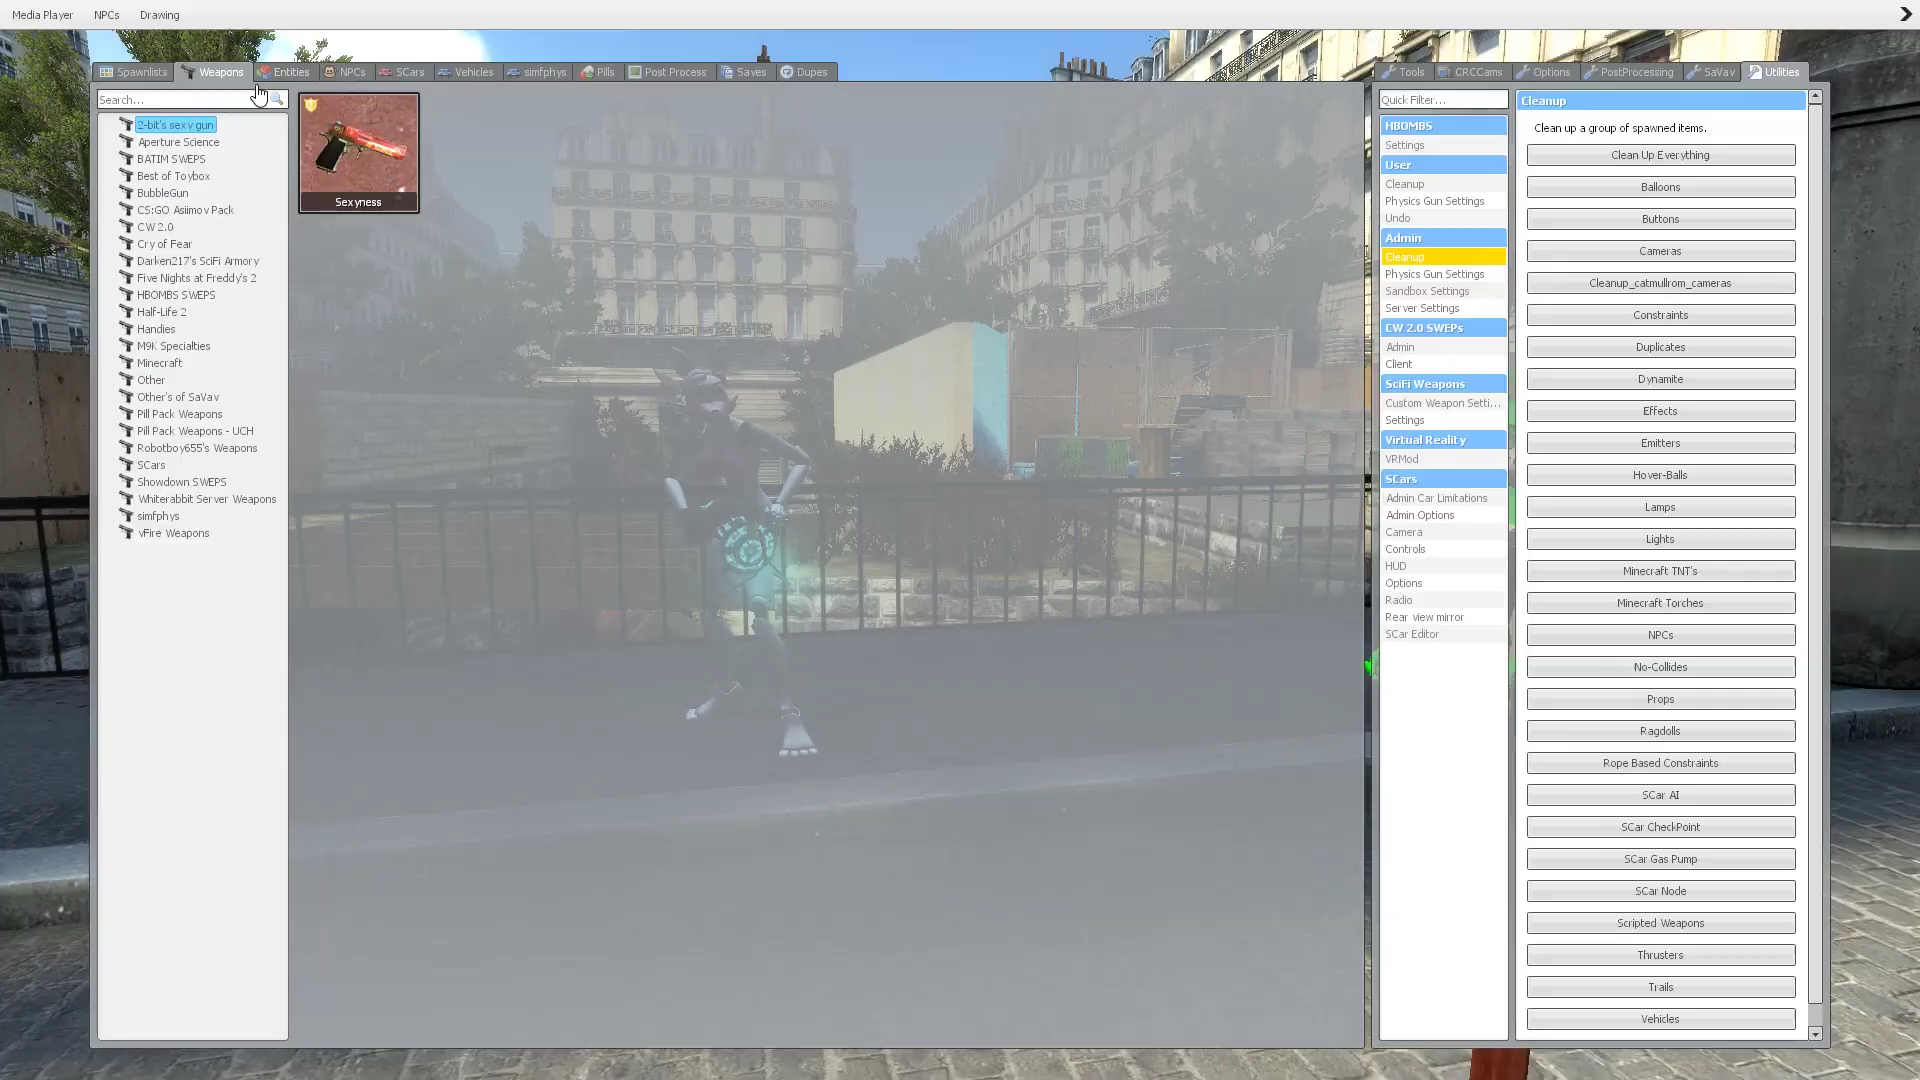 Media Player NPCs Drawing
Spawnlists Weapons Entities NPCs SCars Vehicles simfphys Pills Post Process Saves Dupes
Tools CRCCams Options PostProcessing SaVav Utilities
Search...
2-bit's sexy gun
Aperture Science
BATIM SWEPS
Best of Toybox
BubbleGun
CS:GO Asiimov Pack
CW 2.0
Cry of Fear
Darken217's SciFi Armory
Five Nights at Freddy's 2
HBOMBS SWEPS
Half-Life 2
Handies
M9K Specialties
Minecraft
Other
Other's of SaVav
Pill Pack Weapons
Pill Pack Weapons - UCH
Robotboy655's Weapons
SCars
Showdown SWEPS
Whiterabbit Server Weapons
simfphys
vFire Weapons
Sexyness
Quick Filter...
HBOMBS
Settings
User
Cleanup
Physics Gun Settings
Undo
Admin
Cleanup
Physics Gun Settings
Sandbox Settings
Server Settings
CW 2.0 SWEPs
Admin
Client
SciFi Weapons
Custom Weapon Setti...
Settings
Virtual Reality
VRMod
SCars
Admin Car Limitations
Admin Options
Camera
Controls
HUD
Options
Radio
Rear view mirror
SCar Editor
Cleanup
Clean up a group of spawned items.
Clean Up Everything
Balloons
Buttons
Cameras
Cleanup_catmullrom_cameras
Constraints
Duplicates
Dynamite
Effects
Emitters
Hover-Balls
Lamps
Lights
Minecraft TNT's
Minecraft Torches
NPCs
No-Collides
Props
Ragdolls
Rope Based Constraints
SCar AI
SCar CheckPoint
SCar Gas Pump
SCar Node
Scripted Weapons
Thrusters
Trails
Vehicles